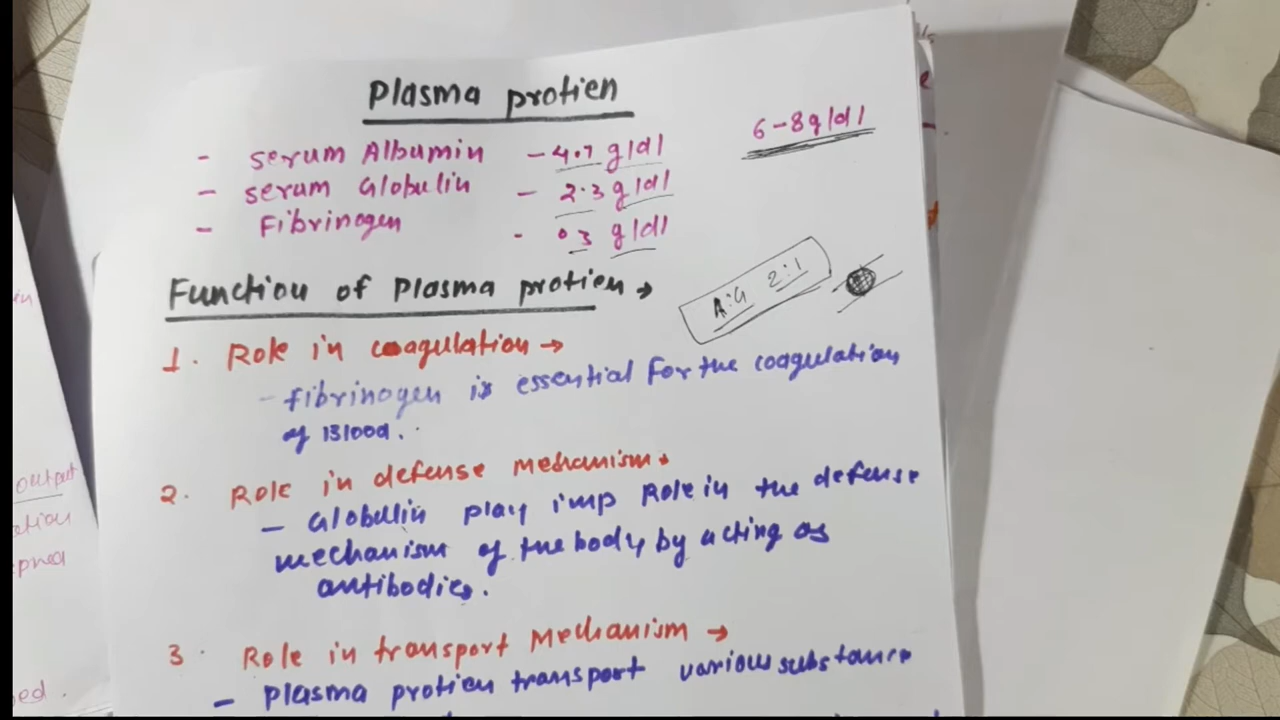 Plasma protien
- serum Albumin - 4.7 g/dl
6-8g/dl
- serum Globulin - 2.3 g/dl
- Fibrinogen - .3 g/dl
Function of Plasma protien →
A:G 2:1
1. Role in coagulation →
- fibrinogen is essential for the coagulation
of Blood.
2. Role in defense mechanism.
- Globulin play imp Role in the defense
mechanism of the body by acting as
antibodies.
3. Role in transport Mechanism →
- Plasma protien transport various substance
output